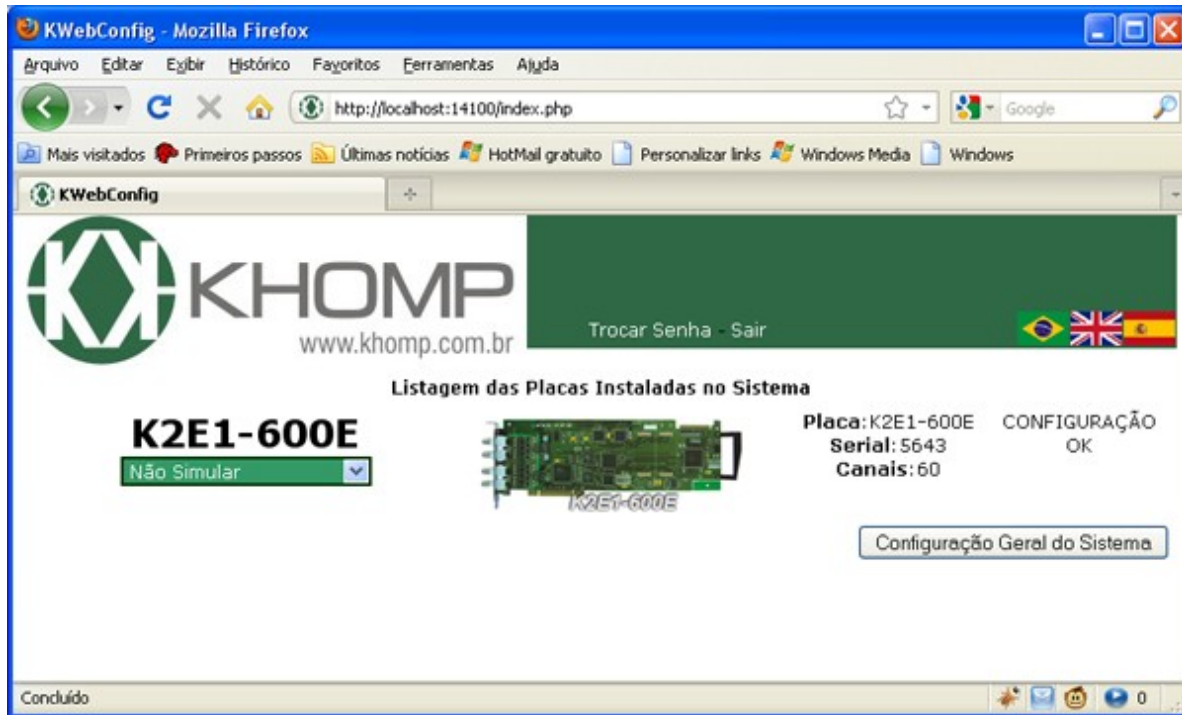 KWebConfig - Mozilla Firefox
Arquivo Editar Exibir Histórico Favoritos Ferramentas Ajuda
http://localhost:14100/index.php
Google
Mais visitados Primeiros passos Últimas notícias HotMail gratuito Personalizar links Windows Media Windows
KWebConfig
KHOMP
www.khomp.com.br
Trocar Senha - Sair
Listagem das Placas Instaladas no Sistema
K2E1-600E
Não Simular
K2E1-600E
Placa:K2E1-600E
Serial:5643
Canais:60
CONFIGURAÇÃO
OK
Configuração Geral do Sistema
Concluído
0